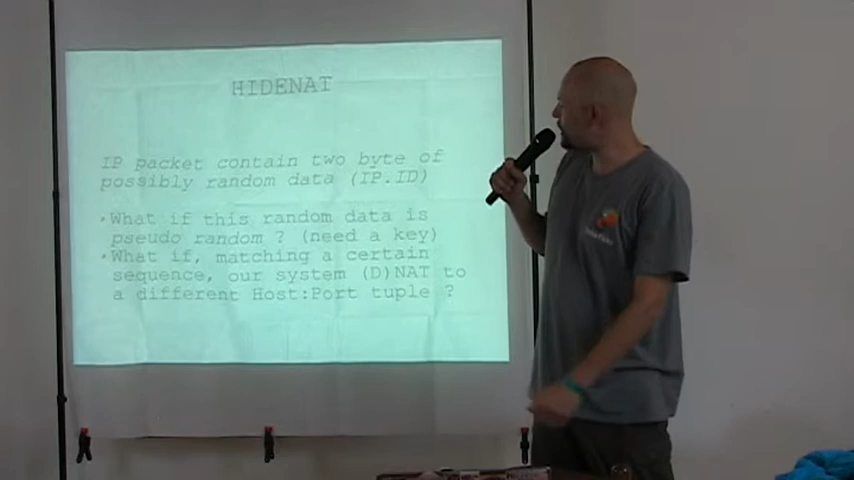 HIDENAT
IP packet contain two byte of
possibly random data (IP.ID)
What if this random data is
pseudo random ? (need a key)
What if, matching a certain
sequence, our system (D)NAT to
a different Host:Port tuple ?